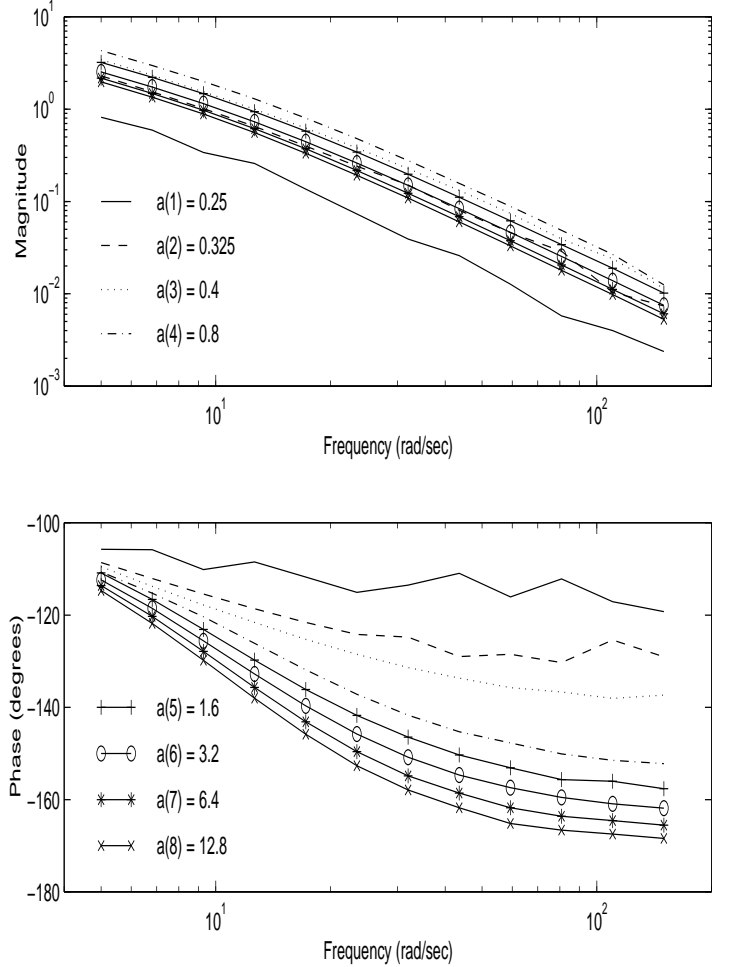 10^1
10^0
10^−1
10^−2
10^−3
Magnitude
a(1) = 0.25
a(2) = 0.325
a(3) = 0.4
a(4) = 0.8
10^1
10^2
Frequency (rad/sec)
−100
−120
−140
−160
−180
Phase (degrees)
a(5) = 1.6
a(6) = 3.2
a(7) = 6.4
a(8) = 12.8
10^1
10^2
Frequency (rad/sec)